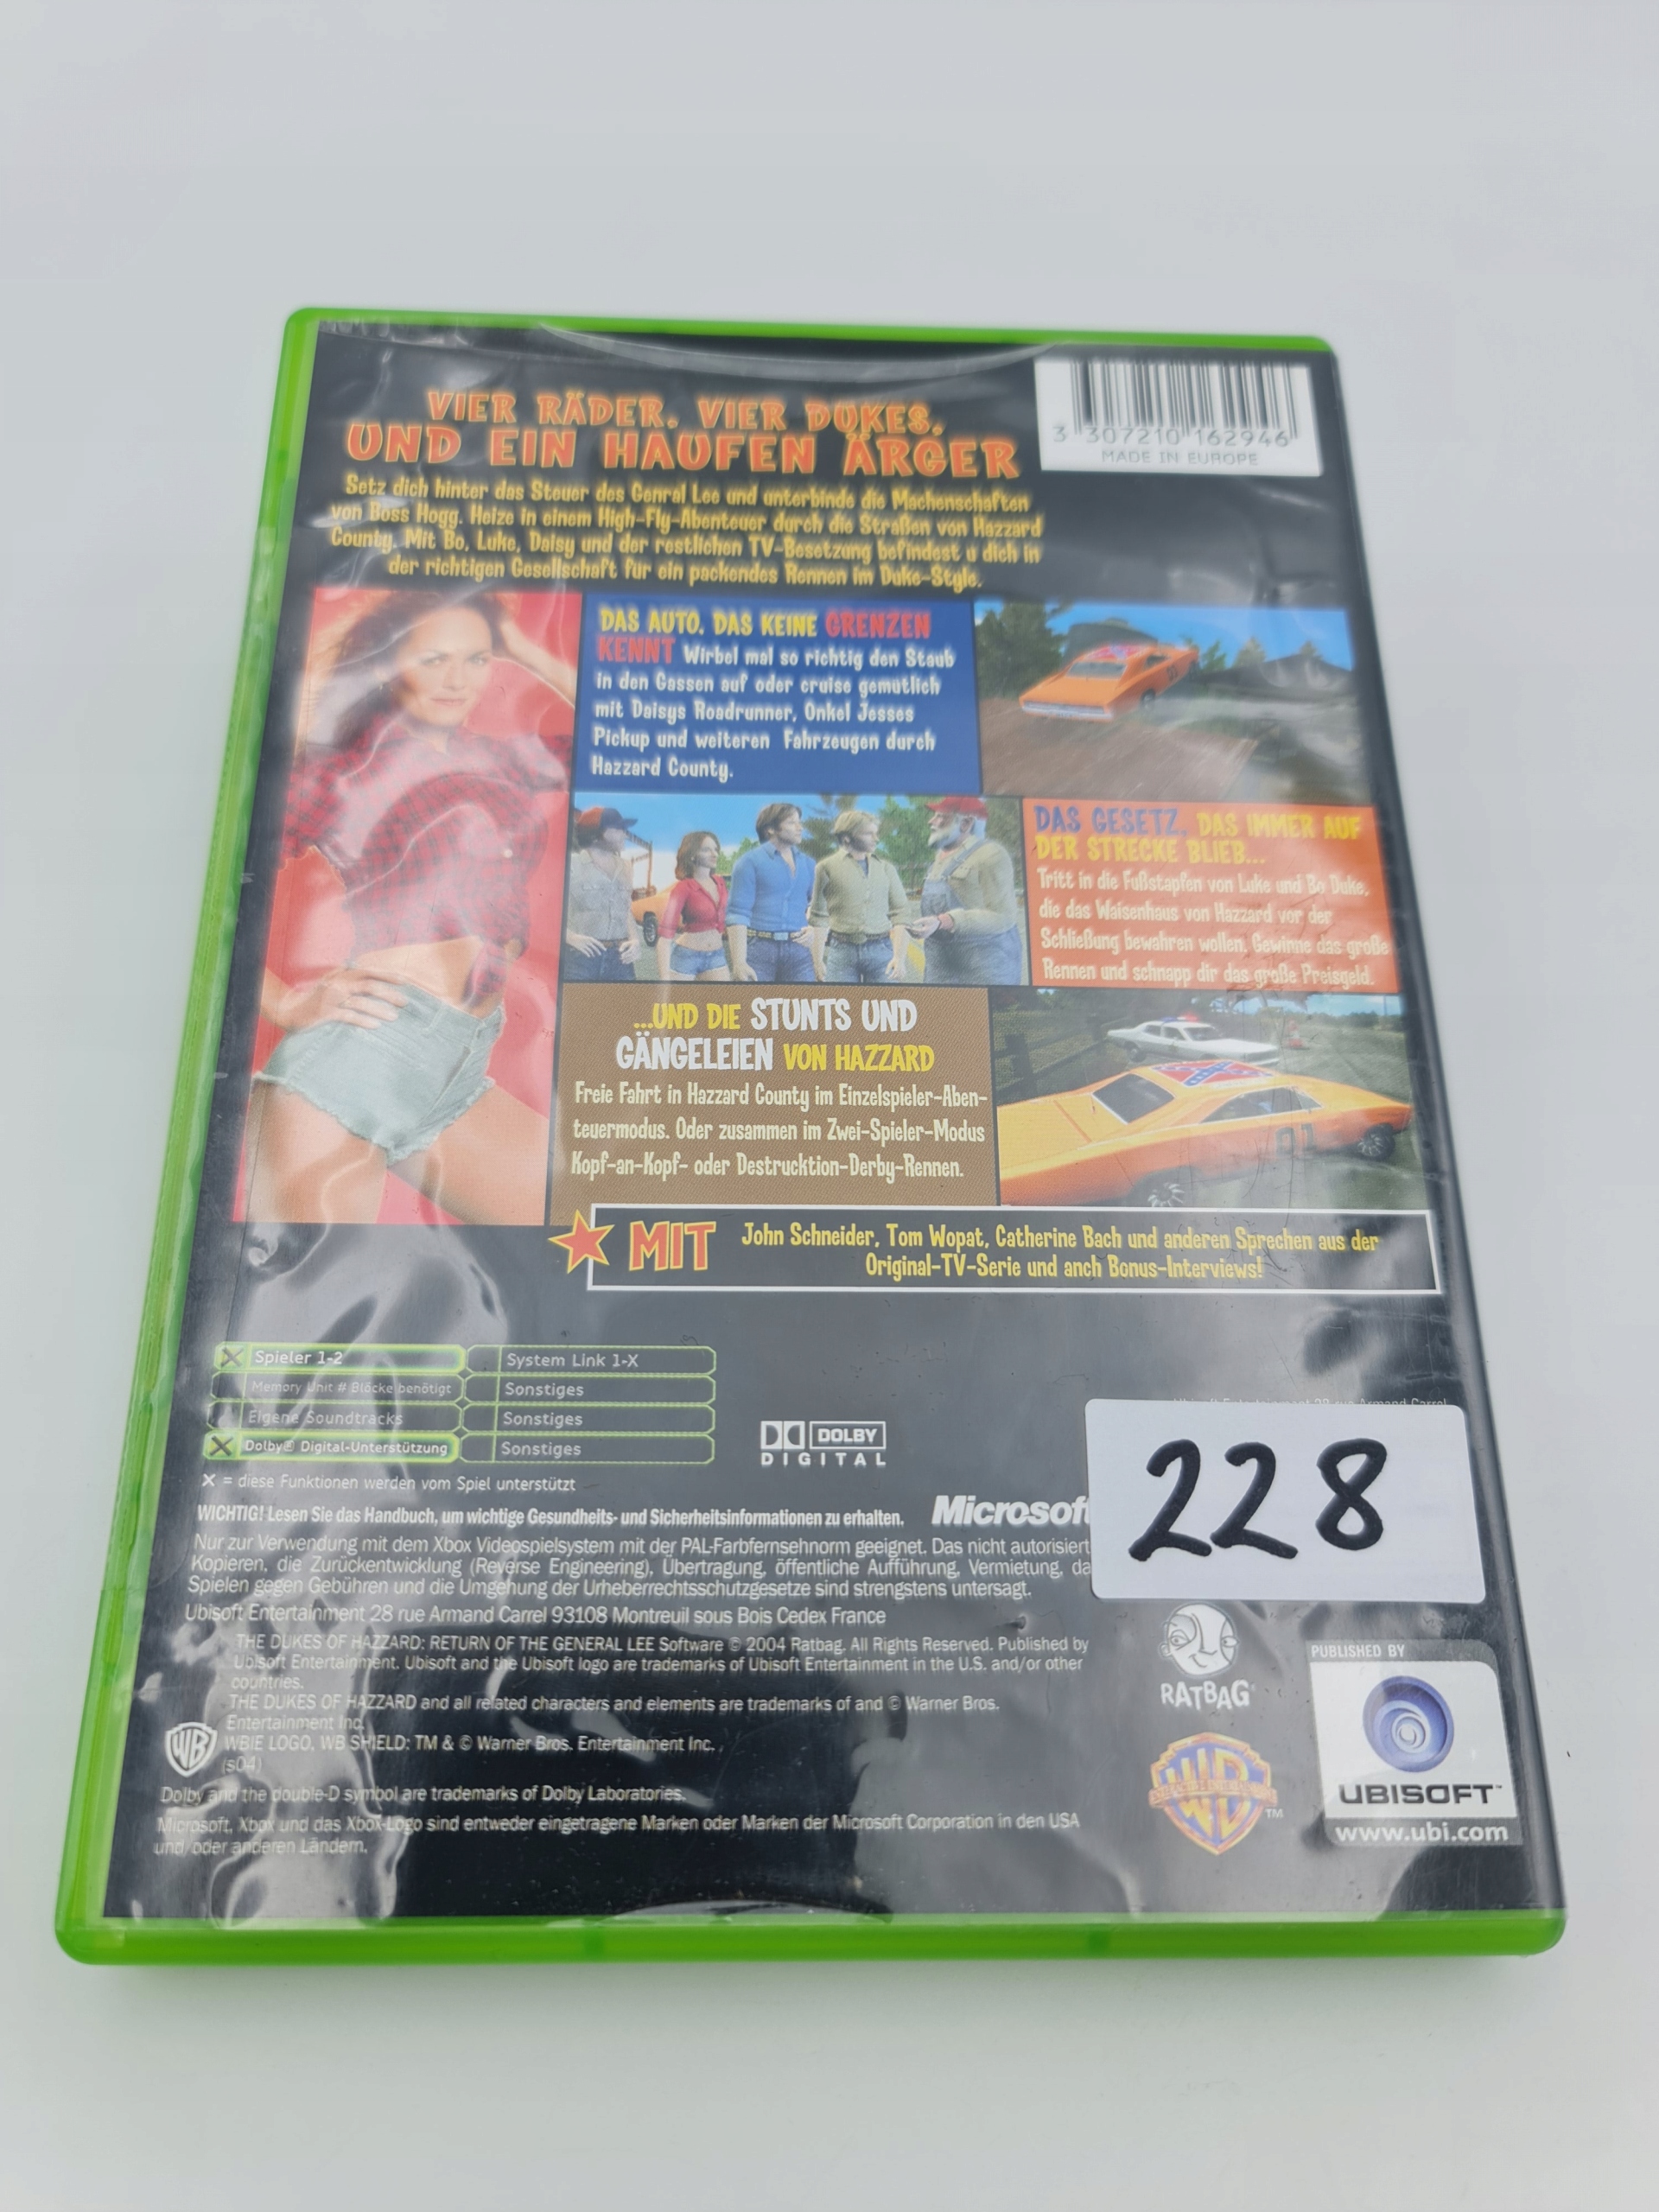 VIER RÄDER. VIER DUKES.
UND EIN HAUFEN ÄRGER
Setz dich hinter das Steuer des Genral Lee und unterbinde die Machenschaften
von Boss Hogg. Heize in einem High-Fly-Abenteuer durch die Straßen von Hazzard
County. Mit Bo, Luke, Daisy und der restlichen TV-Besetzung befindest u dich in
der richtigen Gesellschaft für ein packendes Rennen im Duke-Style.
3 307210 162946
MADE IN EUROPE
DAS AUTO, DAS KEINE GRENZEN
KENNT Wirbel mal so richtig den Staub
in den Gassen auf oder cruise gemütlich
mit Daisys Roadrunner, Onkel Jesses
Pickup und weiteren Fahrzeugen durch
Hazzard County.
DAS GESETZ, DAS IMMER AUF
DER STRECKE BLIEB...
Tritt in die Fußstapfen von Luke und Bo Duke,
die das Waisenhaus von Hazzard vor der
Schließung bewahren wollen. Gewinne das große
Rennen und schnapp dir das große Preisgeld.
...UND DIE STUNTS UND
GÄNGELEIEN VON HAZZARD
Freie Fahrt in Hazzard County im Einzelspieler-Aben-
teuermodus. Oder zusammen im Zwei-Spieler-Modus
Kopf-an-Kopf- oder Destrucktion-Derby-Rennen.
01
MIT John Schneider, Tom Wopat, Catherine Bach und anderen Sprechen aus der
Original-TV-Serie und anch Bonus-Interviews!
X Spieler 1-2
System Link 1-X
Memory Unit # Blöcke benötigt
Sonstiges
Eigene Soundtracks
Sonstiges
X Dolby® Digital-Unterstützung
Sonstiges
X = diese Funktionen werden vom Spiel unterstützt
DOLBY
DIGITAL
28 rue Armand Carrel
228
WICHTIG! Lesen Sie das Handbuch, um wichtige Gesundheits- und Sicherheitsinformationen zu erhalten.
Microsof
Nur zur Verwendung mit dem Xbox Videospielsystem mit der PAL-Farbfernsehnorm geeignet. Das nicht autorisiert
Kopieren, die Zurückentwicklung (Reverse Engineering), Übertragung, öffentliche Aufführung, Vermietung, da
Spielen gegen Gebühren und die Umgehung der Urheberrechtsschutzgesetze sind strengstens untersagt.
Ubisoft Entertainment 28 rue Armand Carrel 93108 Montreuil sous Bois Cedex France
THE DUKES OF HAZZARD: RETURN OF THE GENERAL LEE Software © 2004 Ratbag. All Rights Reserved. Published by
Ubisoft Entertainment. Ubisoft and the Ubisoft logo are trademarks of Ubisoft Entertainment in the U.S. and/or other
countries.
THE DUKES OF HAZZARD and all related characters and elements are trademarks of and © Warner Bros.
Entertainment Inc.
WB
WBIE LOGO, WB SHIELD: TM & © Warner Bros. Entertainment Inc.
(s04)
Dolby and the double-D symbol are trademarks of Dolby Laboratories.
Microsoft, Xbox und das Xbox-Logo sind entweder eingetragene Marken oder Marken der Microsoft Corporation in den USA
und/oder anderen Ländern.
RATBAG
WB
TM
PUBLISHED BY
UBISOFT™
www.ubi.com